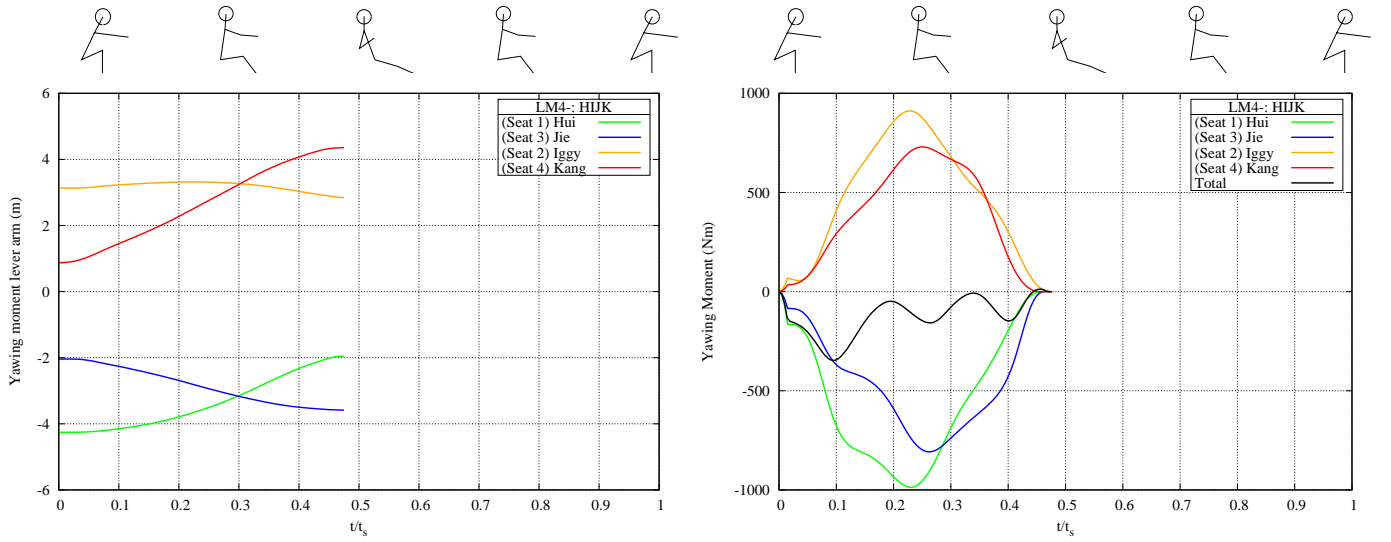 6
4
2
0
-2
-4
-6
0 0.1 0.2 0.3 0.4 0.5 0.6 0.7 0.8 0.9 1
Yawing moment lever arm (m)
t/ts
LM4-: HIJK
(Seat 1) Hui
(Seat 3) Jie
(Seat 2) Iggy
(Seat 4) Kang
1000
500
0
-500
-1000
0 0.1 0.2 0.3 0.4 0.5 0.6 0.7 0.8 0.9 1
Yawing Moment (Nm)
t/ts
LM4-: HIJK
(Seat 1) Hui
(Seat 3) Jie
(Seat 2) Iggy
(Seat 4) Kang
Total